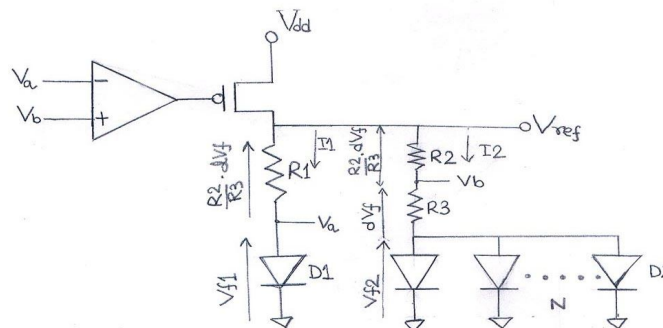 Vdd
Va
−
Vb
+
Vref
I1
I2
R2.dVf
R3
R1
R2.dVf
R3
R2
Vb
R3
dVf
Va
Vf1
D1
Vf2
N